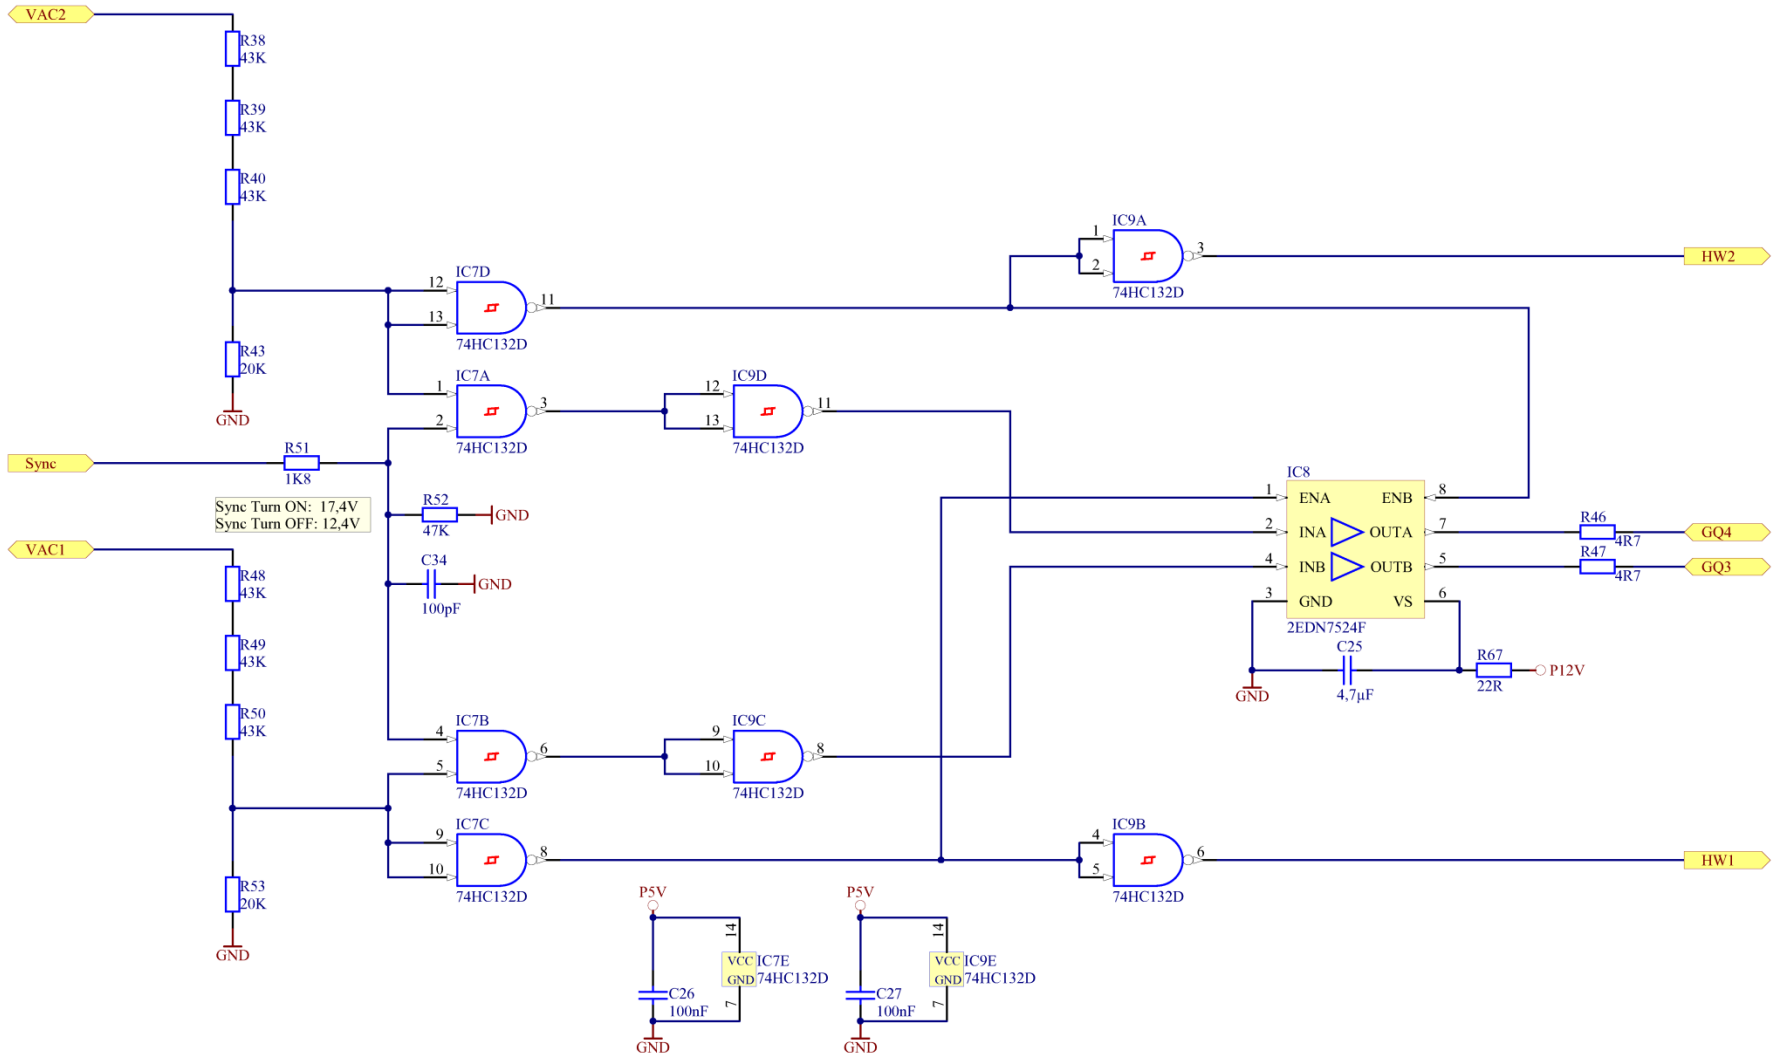 VAC2
R38
43K
R39
43K
R40
43K
R43
20K
GND
IC7D
12
13
11
74HC132D
IC9A
1
2
3
74HC132D
HW2
IC7A
1
2
3
74HC132D
IC9D
12
13
11
74HC132D
Sync
R51
1K8
Sync Turn ON: 17,4V
Sync Turn OFF: 12,4V
R52
47K
GND
C34
100pF
GND
IC8
1 ENA ENB 8
2 INA OUTA 7
4 INB OUTB 5
3 GND VS 6
2EDN7524F
R46
4R7
GQ4
R47
4R7
GQ3
C25
4,7µF
GND
R67
22R
P12V
VAC1
R48
43K
R49
43K
R50
43K
R53
20K
GND
IC7B
4
5
6
74HC132D
IC9C
9
10
8
74HC132D
IC7C
9
10
8
74HC132D
IC9B
4
5
6
74HC132D
HW1
P5V
14
VCC
GND
7
IC7E
74HC132D
C26
100nF
GND
P5V
14
VCC
GND
7
IC9E
74HC132D
C27
100nF
GND